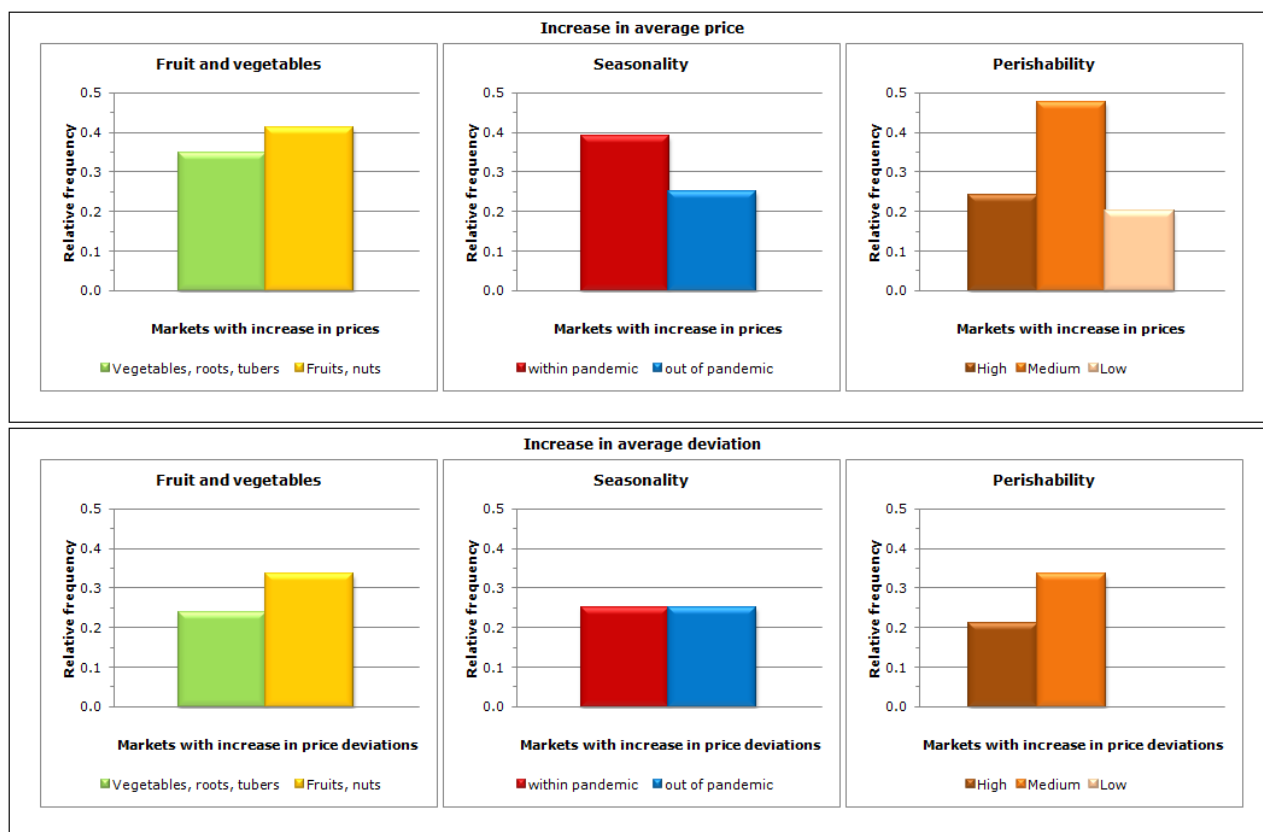 Increase in average price
Fruit and vegetables
Relative frequency
0.5
0.4
0.3
0.2
0.1
0.0
Markets with increase in prices
Vegetables, roots, tubers Fruits, nuts
Seasonality
Relative frequency
0.5
0.4
0.3
0.2
0.1
0.0
Markets with increase in prices
within pandemic out of pandemic
Perishability
Relative frequency
0.5
0.4
0.3
0.2
0.1
0.0
Markets with increase in prices
High Medium Low
Increase in average deviation
Fruit and vegetables
Relative frequency
0.5
0.4
0.3
0.2
0.1
0.0
Markets with increase in price deviations
Vegetables, roots, tubers Fruits, nuts
Seasonality
Relative frequency
0.5
0.4
0.3
0.2
0.1
0.0
Markets with increase in price deviations
within pandemic out of pandemic
Perishability
Relative frequency
0.5
0.4
0.3
0.2
0.1
0.0
Markets with increase in price deviations
High Medium Low